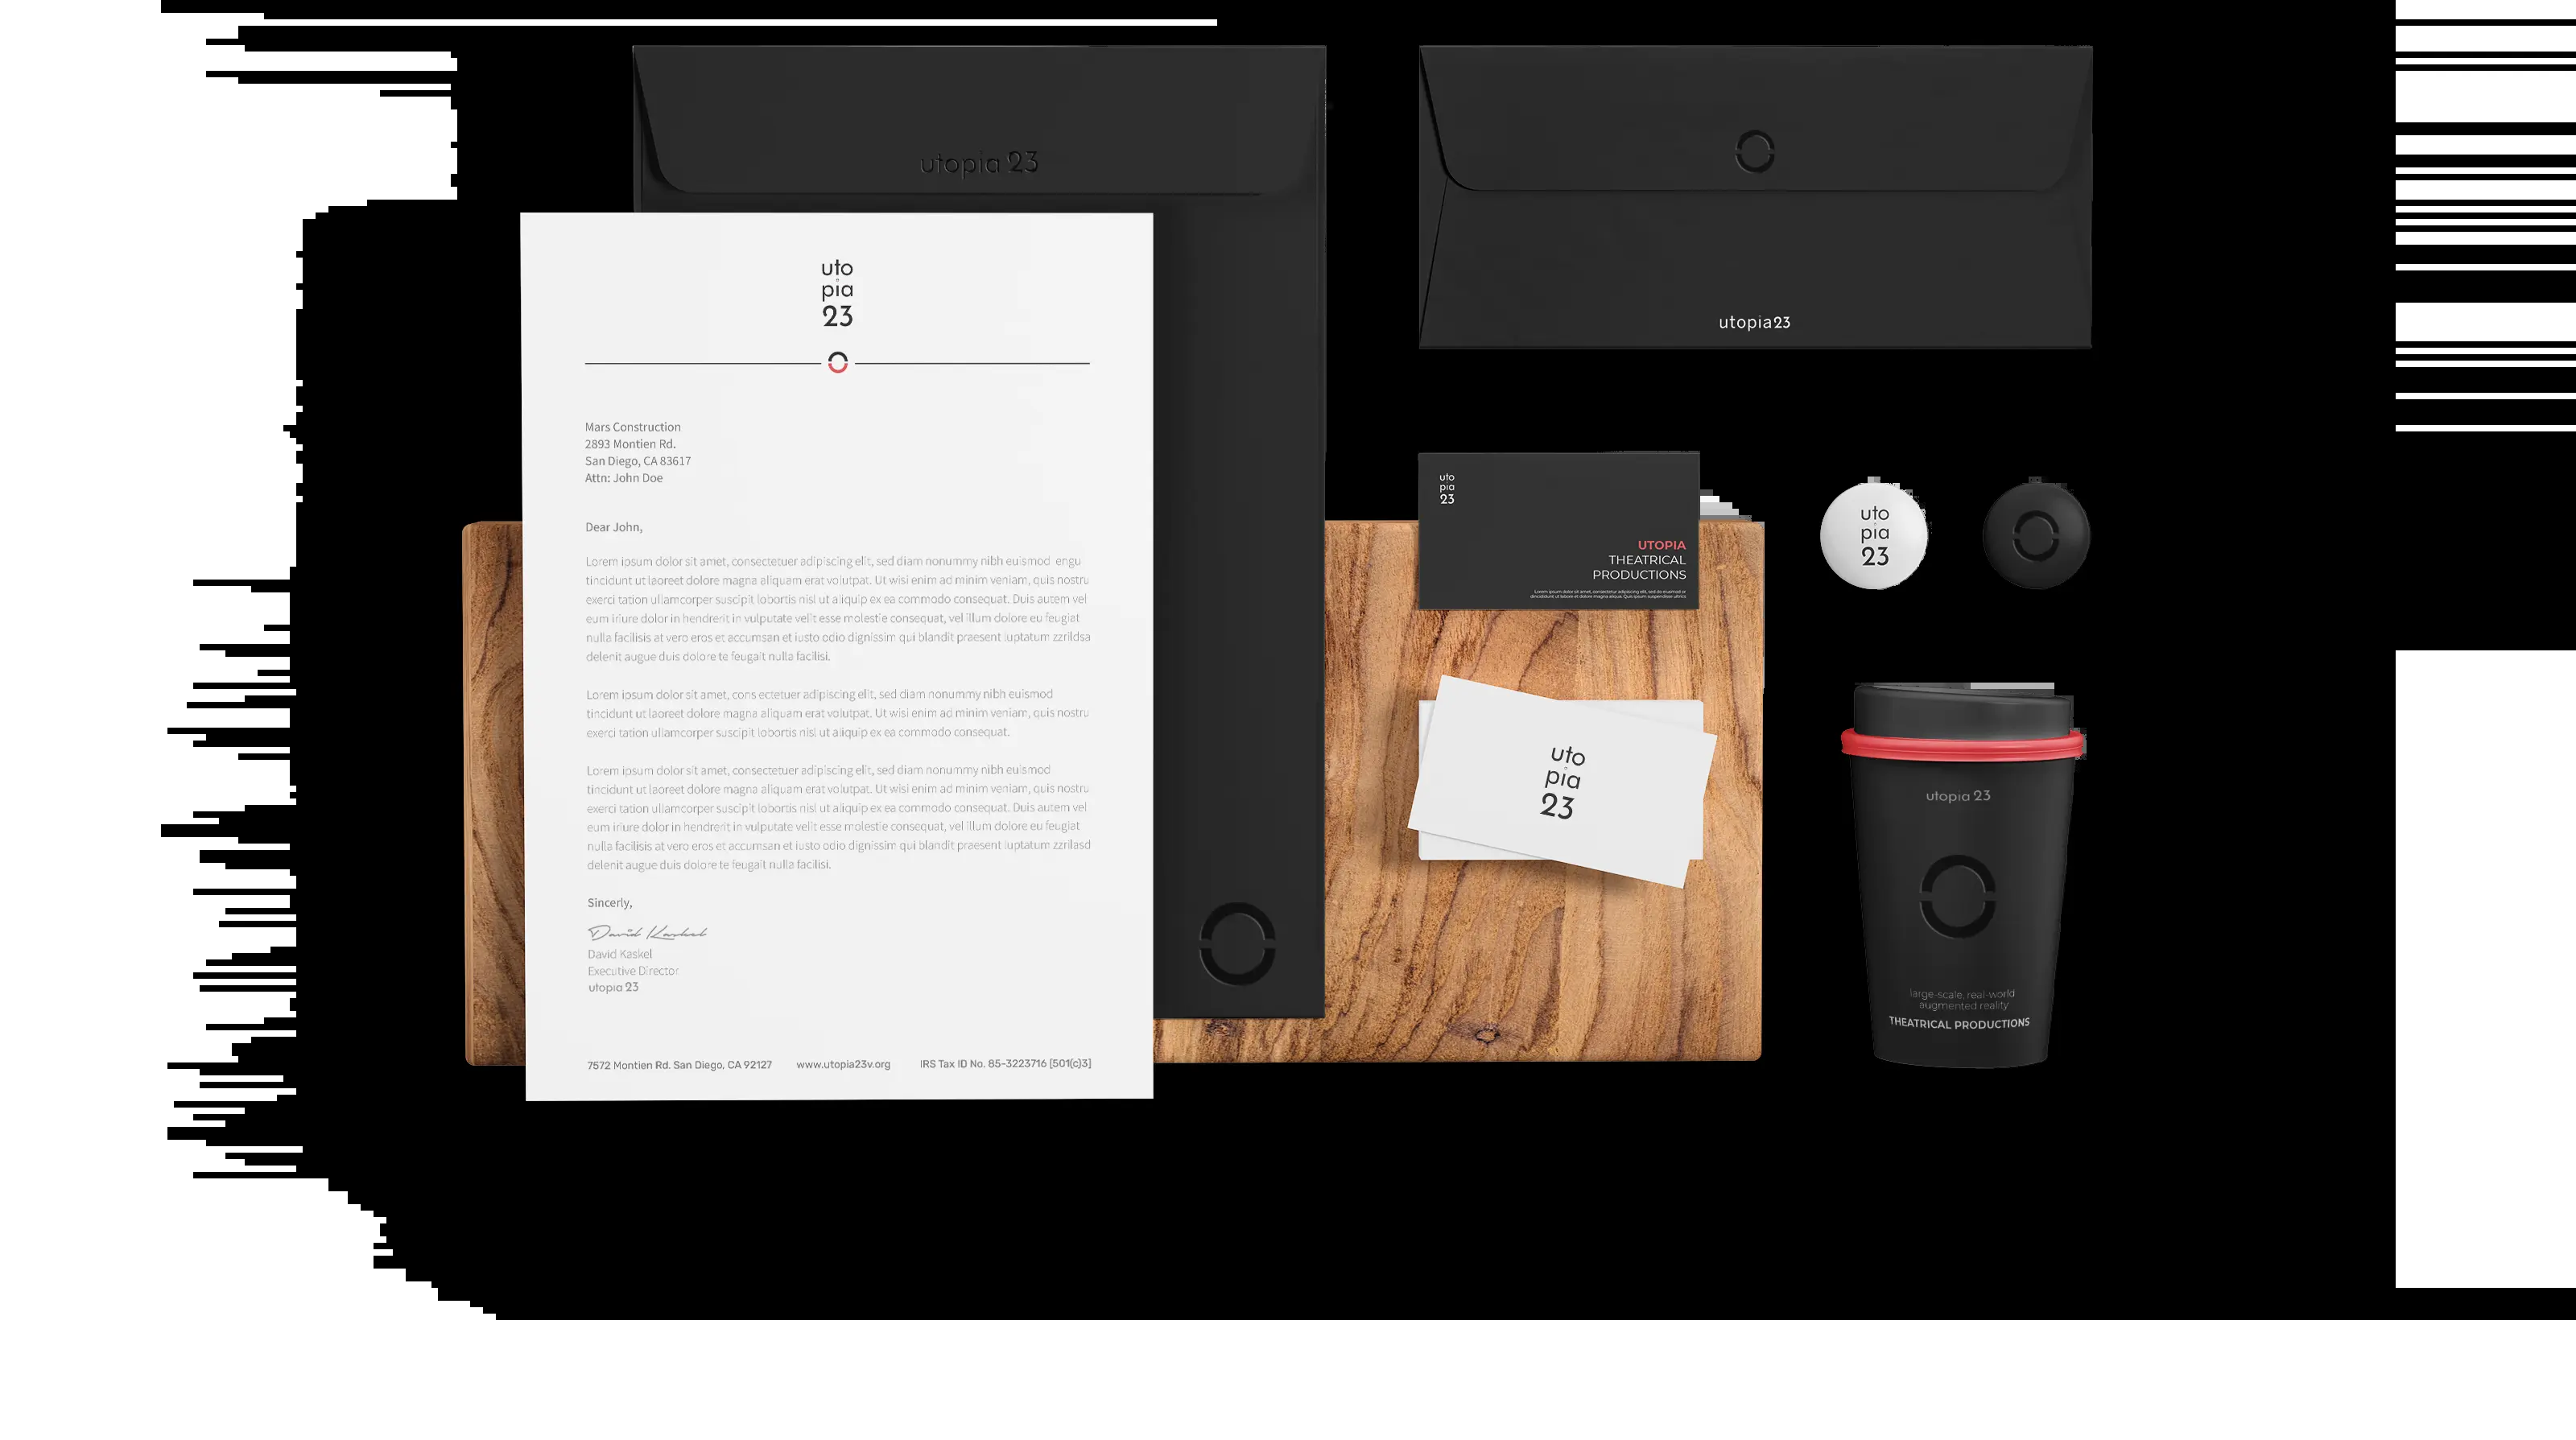 utopia 23
utopia23
uto
pia
23
Mars Construction
2893 Montien Rd.
San Diego, CA 83617
Attn: John Doe
Dear John,
Lorem ipsum dolor sit amet, consectetuer adipiscing elit, sed diam nonummy nibh euismod engu
tincidunt ut laoreet dolore magna aliquam erat volutpat. Ut wisi enim ad minim veniam, quis nostru
exerci tation ullamcorper suscipit lobortis nisl ut aliquip ex ea commodo consequat. Duis autem vel
eum iriure dolor in hendrerit in vulputate velit esse molestie consequat, vel illum dolore eu feugiat
nulla facilisis at vero eros et accumsan et iusto odio dignissim qui blandit praesent luptatum zzrildsa
delenit augue duis dolore te feugait nulla facilisi.
Lorem ipsum dolor sit amet, cons ectetuer adipiscing elit, sed diam nonummy nibh euismod
tincidunt ut laoreet dolore magna aliquam erat volutpat. Ut wisi enim ad minim veniam, quis nostru
exerci tation ullamcorper suscipit lobortis nisl ut aliquip ex ea commodo consequat.
Lorem ipsum dolor sit amet, consectetuer adipiscing elit, sed diam nonummy nibh euismod
tincidunt ut laoreet dolore magna aliquam erat volutpat. Ut wisi enim ad minim veniam, quis nostru
exerci tation ullamcorper suscipit lobortis nisl ut aliquip ex ea commodo consequat. Duis autem vel
eum iriure dolor in hendrerit in vulputate velit esse molestie consequat, vel illum dolore eu feugiat
nulla facilisis at vero eros et accumsan et iusto odio dignissim qui blandit praesent luptatum zzrilasd
delenit augue duis dolore te feugait nulla facilisi.
Sincerely,
David Kaskel
David Kaskel
Executive Director
utopia 23
7572 Montien Rd. San Diego, CA 92127 www.utopia23v.org IRS Tax ID No. 85-3223716 [501(c)3]
uto
pia
23
UTOPIA
THEATRICAL
PRODUCTIONS
uto
pia
23
uto
pia
23
utopia 23
large-scale, real-world
augmented reality
THEATRICAL PRODUCTIONS